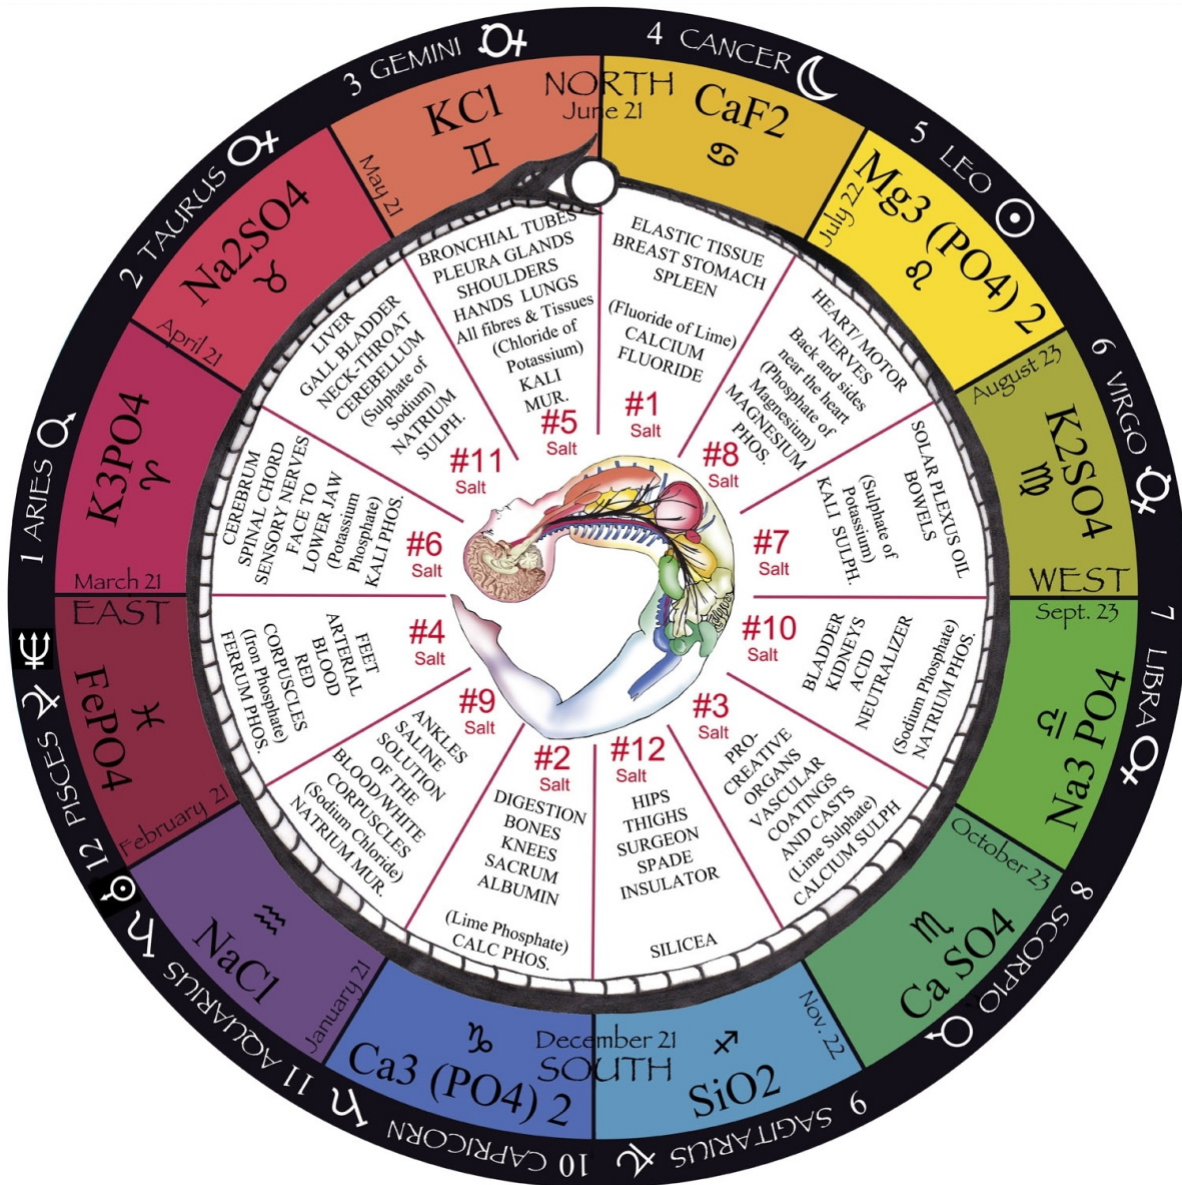 1 ARIES
2 TAURUS
3 GEMINI
4 CANCER
5 LEO
6 VIRGO
7 LIBRA
8 SCORPIO
9 SAGITARIUS
10 CAPRICORN
11 AQUARIUS
12 PISCES
NORTH
June 21
CaF2
July 22
Mg3 (PO4) 2
August 23
K2SO4
WEST
Sept. 23
Na3 PO4
October 23
Ca SO4
Nov. 22
SiO2
December 21
SOUTH
Ca3 (PO4) 2
January 21
NaCl
February 21
FePO4
EAST
March 21
K3PO4
April 21
Na2SO4
May 21
KCl
ELASTIC TISSUE
BREAST STOMACH
SPLEEN
(Fluoride of Lime)
CALCIUM
FLUORIDE
#1
Salt
HEART/MOTOR
NERVES
Back and sides
near the heart
(Phosphate of
Magnesium)
MAGNESIUM
PHOS.
#8
Salt
SOLAR PLEXUS OIL
BOWELS
(Sulphate of
Potassium)
KALI SULPH.
#7
Salt
BLADDER
KIDNEYS
ACID
NEUTRALIZER
(Sodium Phosphate)
NATRIUM PHOS.
#10
Salt
PRO-
CREATIVE
ORGANS
VASCULAR
COATINGS
AND CASTS
(Lime Sulphate)
CALCIUM SULPH
#3
Salt
HIPS
THIGHS
SURGEON
SPADE
INSULATOR
SILICEA
#12
Salt
DIGESTION
BONES
KNEES
SACRUM
ALBUMIN
(Lime Phosphate)
CALC PHOS.
#2
Salt
ANKLES
SALINE
SOLUTION
OF THE
BLOOD/WHITE
CORPUSCLES
(Sodium Chloride)
NATRIUM MUR.
#9
Salt
FEET
ARTERIAL
BLOOD
RED
CORPUSCLES
(Iron Phosphate)
FERRUM PHOS.
#4
Salt
CEREBRUM
SPINAL CHORD
SENSORY NERVES
FACE TO
LOWER JAW
(Potassium
Phosphate)
KALI PHOS.
#6
Salt
LIVER
GALL BLADDER
NECK-THROAT
CEREBELLUM
(Sulphate of
Sodium)
NATRIUM
SULPH.
#11
Salt
BRONCHIAL TUBES
PLEURA GLANDS
SHOULDERS
HANDS LUNGS
All fibres & Tissues
(Chloride of
Potassium)
KALI
MUR.
#5
Salt